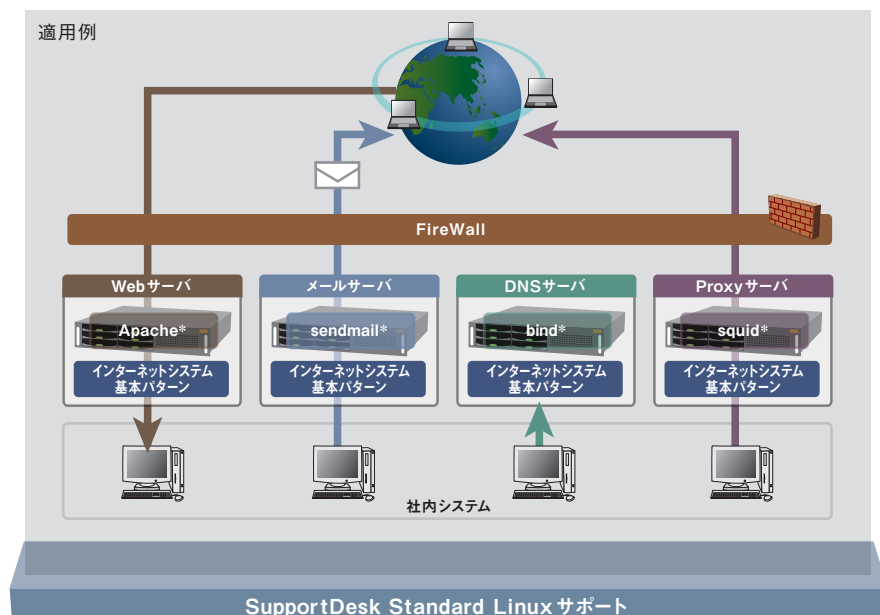 適用例
FireWall
Webサーバ
メールサーバ
DNSサーバ
Proxyサーバ
Apache*
sendmail*
bind*
squid*
インターネットシステム
基本パターン
インターネットシステム
基本パターン
インターネットシステム
基本パターン
インターネットシステム
基本パターン
社内システム
SupportDesk Standard Linuxサポート